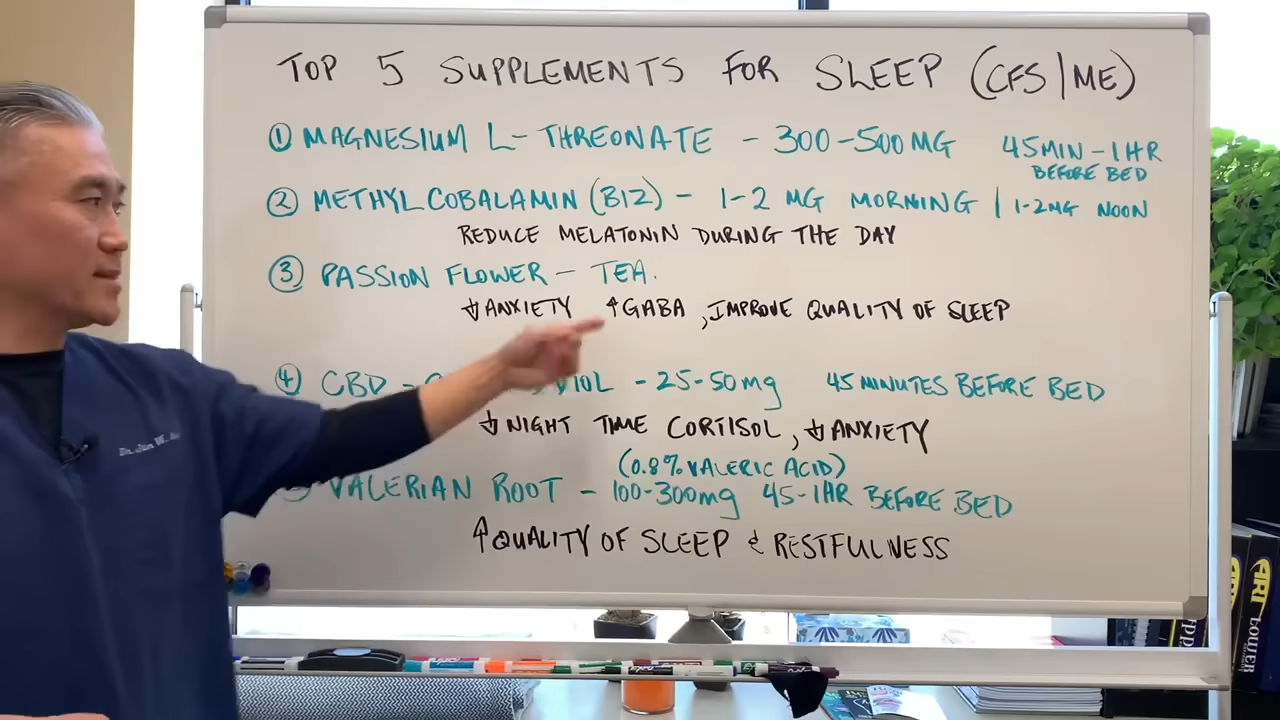 TOP 5 SUPPLEMENTS FOR SLEEP (CFS|ME)
① MAGNESIUM L-THREONATE - 300-500MG 45MIN-1HR
BEFORE BED
② METHYLCOBALAMIN (B12) - 1-2 MG MORNING | 1-2MG NOON
REDUCE MELATONIN DURING THE DAY
③ PASSION FLOWER - TEA.
↓ANXIETY ↑GABA, IMPROVE QUALITY OF SLEEP
④ CBD - - 25-50mg 45 MINUTES BEFORE BED
↓NIGHT TIME CORTISOL, ↓ANXIETY
(0.8% VALERIC ACID)
VALERIAN ROOT - 100-300mg 45-1HR BEFORE BED
↑QUALITY OF SLEEP & RESTFULNESS
Dr.
ART
ART